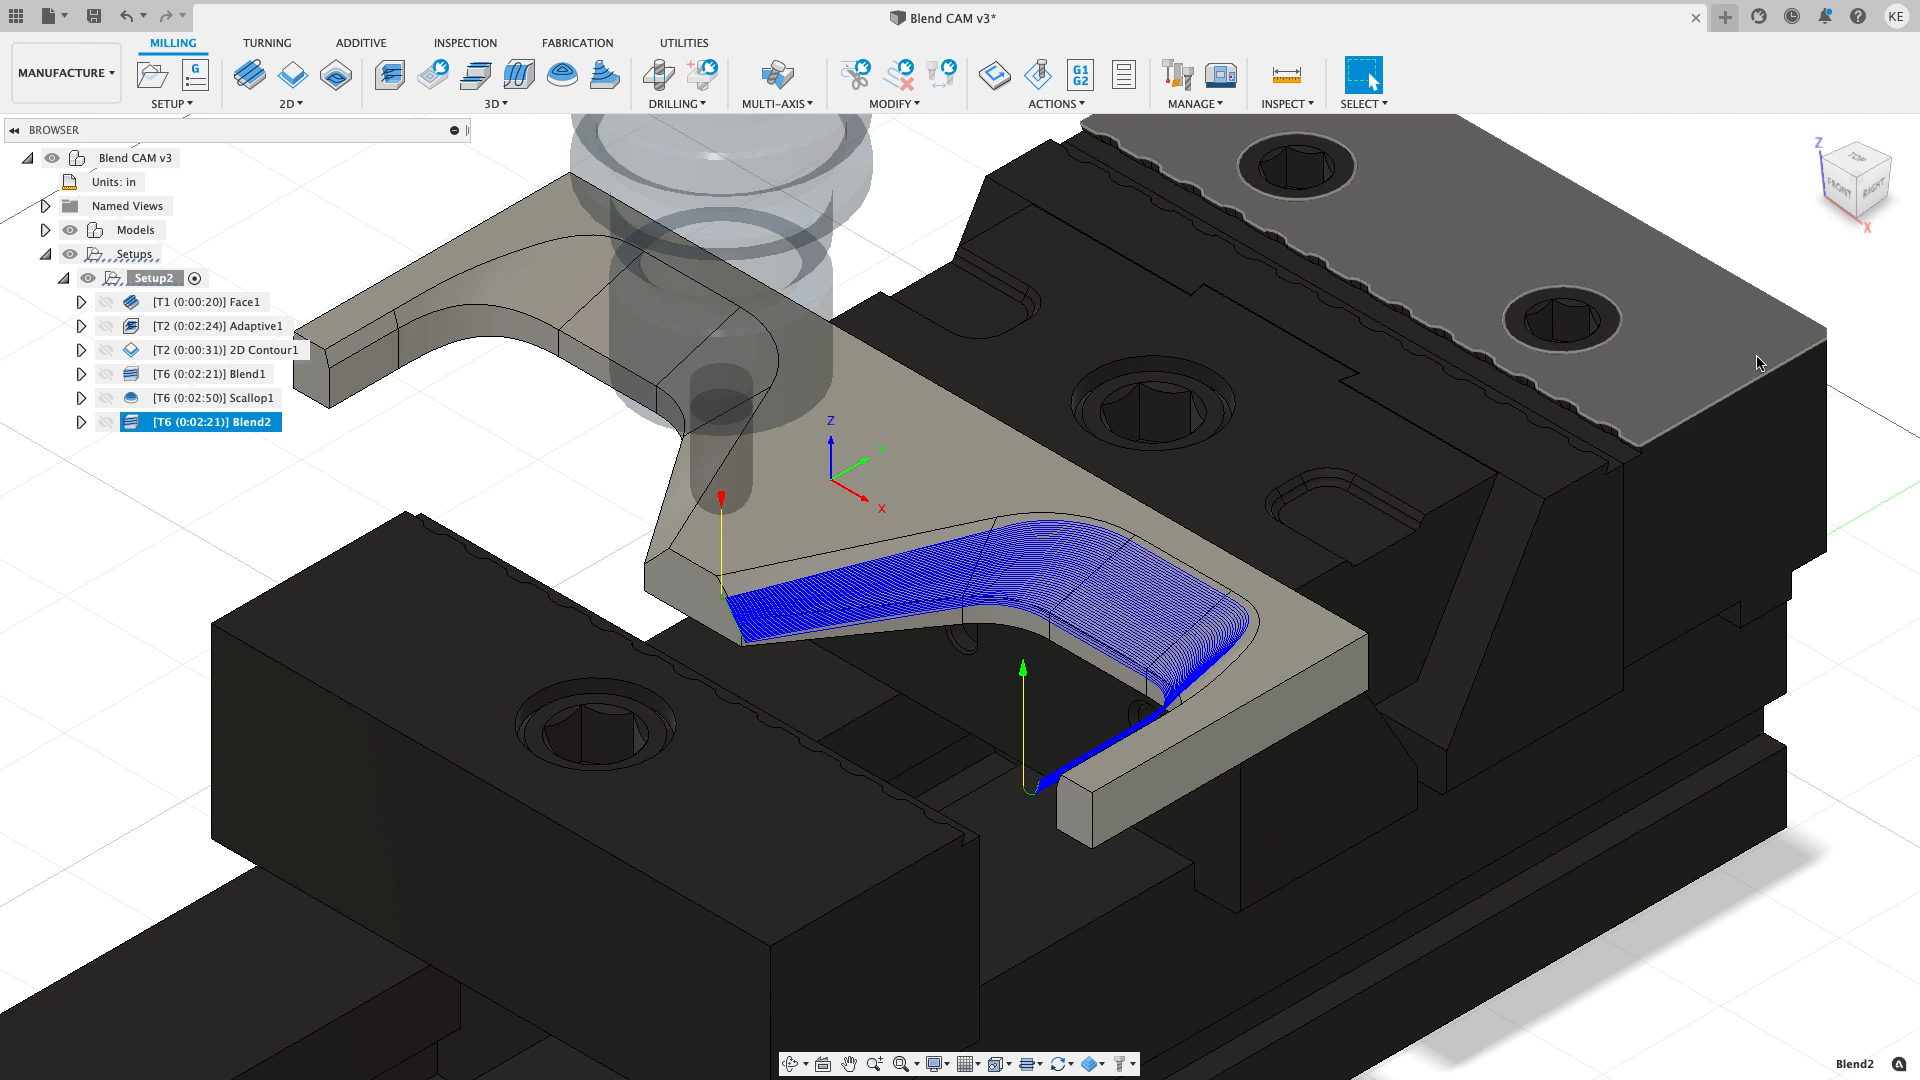 Blend CAM v3*
KE
MANUFACTURE
MILLING
TURNING
ADDITIVE
INSPECTION
FABRICATION
UTILITIES
G
G1
G2
SETUP
2D
3D
DRILLING
MULTI-AXIS
MODIFY
ACTIONS
MANAGE
INSPECT
SELECT
BROWSER
Blend CAM v3
Units: in
Named Views
Models
Setups
Setup2
[T1 (0:00:20)] Face1
[T2 (0:02:24)] Adaptive1
[T2 (0:00:31)] 2D Contour1
[T6 (0:02:21)] Blend1
[T6 (0:02:50)] Scallop1
[T6 (0:02:21)] Blend2
Z
TOP
FRONT
RIGHT
X
Z
Y
X
Blend2